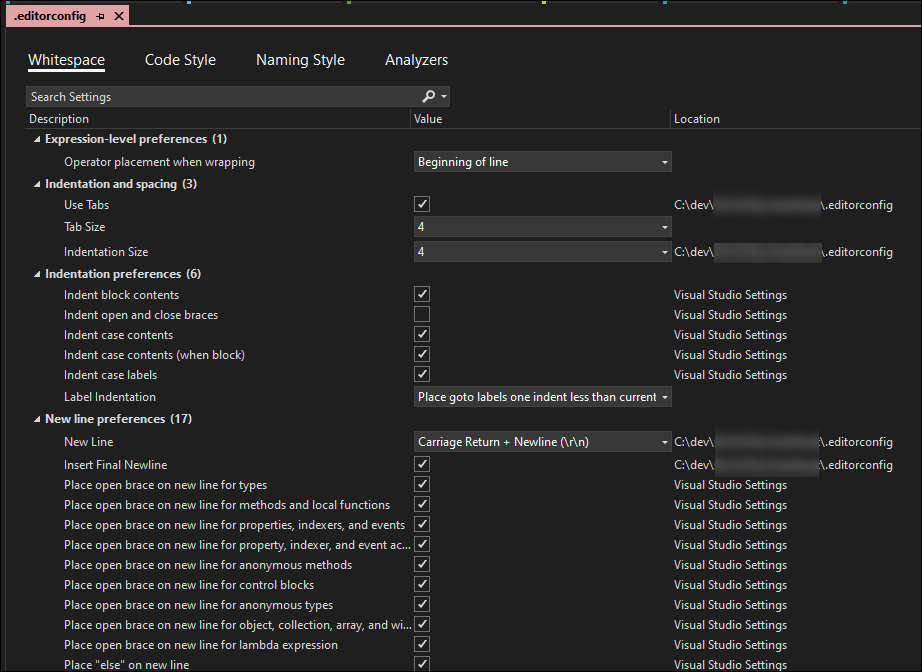 .editorconfig
Whitespace Code Style Naming Style Analyzers
Search Settings
Description Value Location
Expression-level preferences (1)
Operator placement when wrapping Beginning of line
Indentation and spacing (3)
Use Tabs C:\dev\ \.editorconfig
Tab Size 4
Indentation Size 4 C:\dev\ \.editorconfig
Indentation preferences (6)
Indent block contents Visual Studio Settings
Indent open and close braces Visual Studio Settings
Indent case contents Visual Studio Settings
Indent case contents (when block) Visual Studio Settings
Indent case labels Visual Studio Settings
Label Indentation Place goto labels one indent less than current
New line preferences (17)
New Line Carriage Return + Newline (\r\n) C:\dev\ \.editorconfig
Insert Final Newline C:\dev\ \.editorconfig
Place open brace on new line for types Visual Studio Settings
Place open brace on new line for methods and local functions Visual Studio Settings
Place open brace on new line for properties, indexers, and events Visual Studio Settings
Place open brace on new line for property, indexer, and event ac... Visual Studio Settings
Place open brace on new line for anonymous methods Visual Studio Settings
Place open brace on new line for control blocks Visual Studio Settings
Place open brace on new line for anonymous types Visual Studio Settings
Place open brace on new line for object, collection, array, and wi... Visual Studio Settings
Place open brace on new line for lambda expression Visual Studio Settings
Place "else" on new line Visual Studio Settings